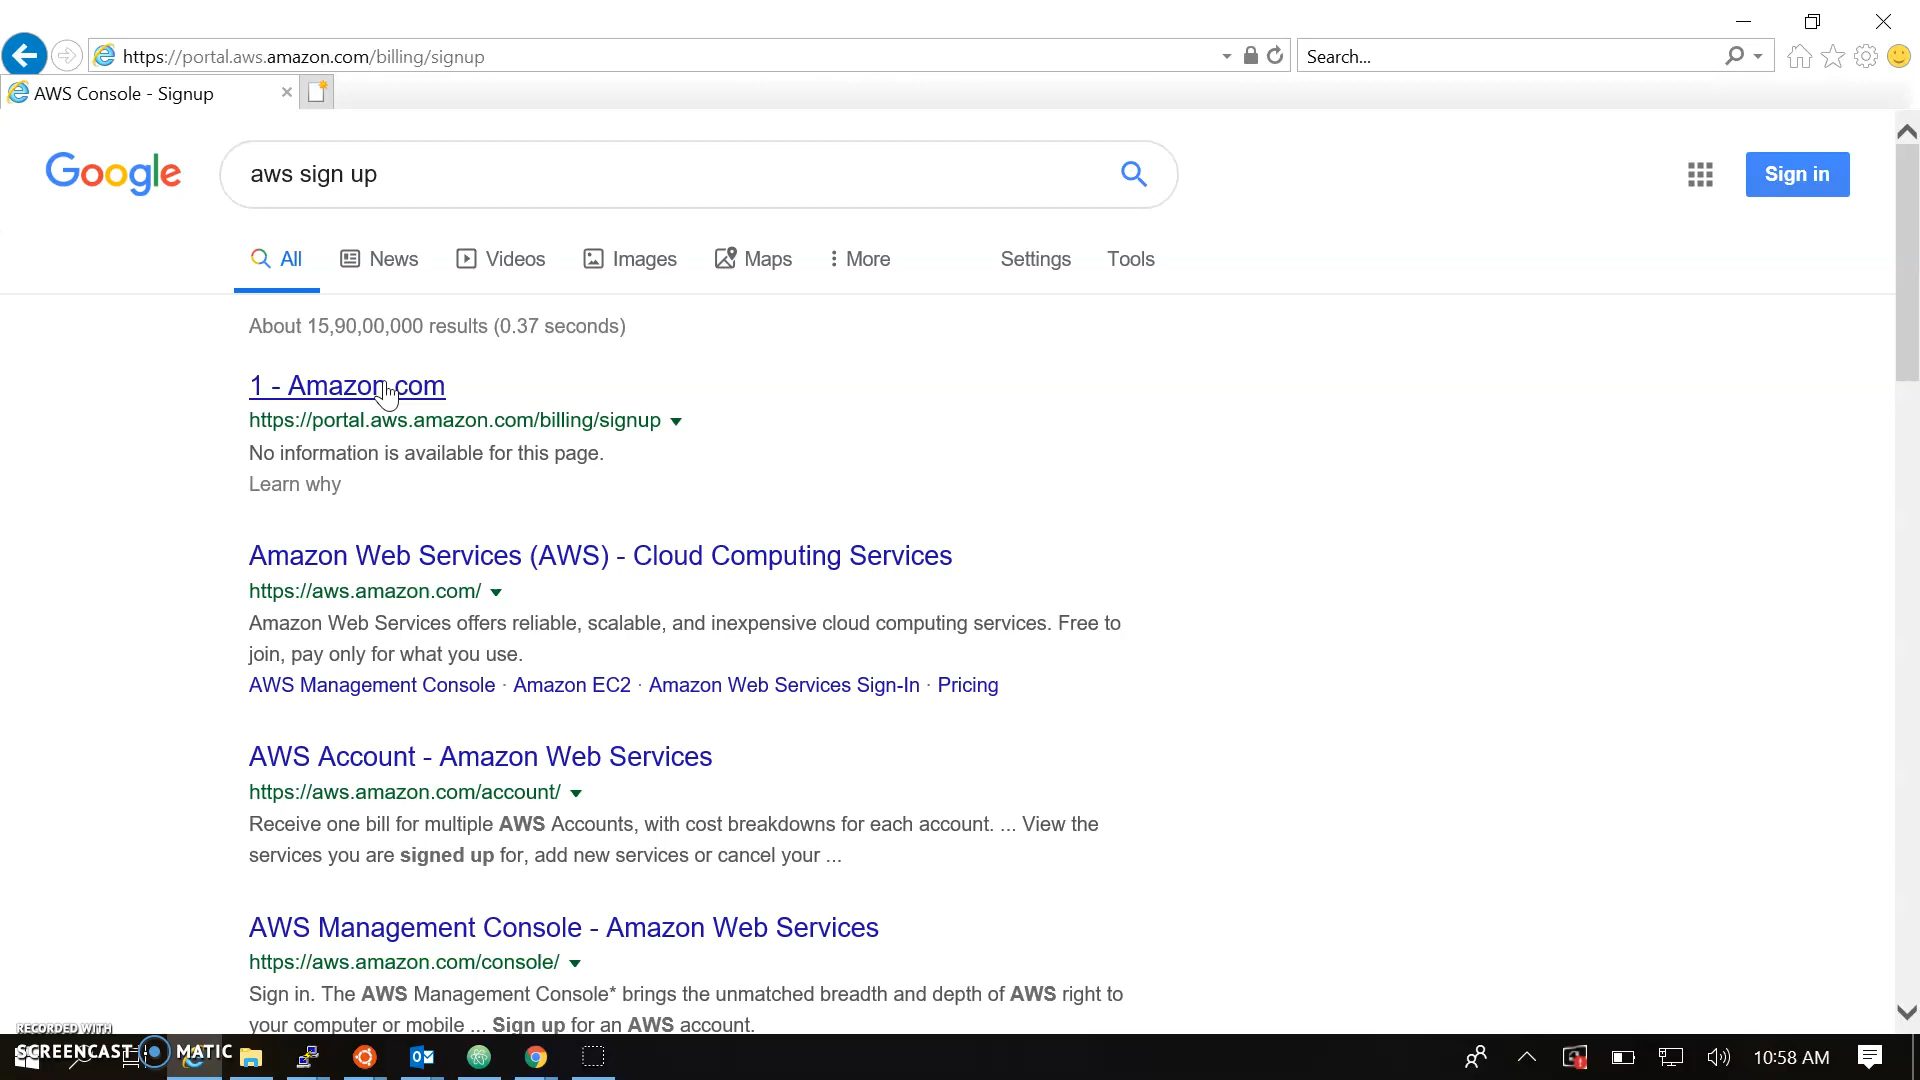 https://portal.aws.amazon.com/billing/signup
Search...
AWS Console - Signup
Google
aws sign up
Sign in
All
News
Videos
Images
Maps
More
Settings
Tools
About 15,90,00,000 results (0.37 seconds)
1 - Amazon.com
https://portal.aws.amazon.com/billing/signup
No information is available for this page.
Learn why
Amazon Web Services (AWS) - Cloud Computing Services
https://aws.amazon.com/
Amazon Web Services offers reliable, scalable, and inexpensive cloud computing services. Free to
join, pay only for what you use.
AWS Management Console · Amazon EC2 · Amazon Web Services Sign-In · Pricing
AWS Account - Amazon Web Services
https://aws.amazon.com/account/
Receive one bill for multiple AWS Accounts, with cost breakdowns for each account. ... View the
services you are signed up for, add new services or cancel your ...
AWS Management Console - Amazon Web Services
https://aws.amazon.com/console/
Sign in. The AWS Management Console* brings the unmatched breadth and depth of AWS right to
your computer or mobile ... Sign up for an AWS account.
RECORDED WITH
SCREENCAST MATIC
10:58 AM